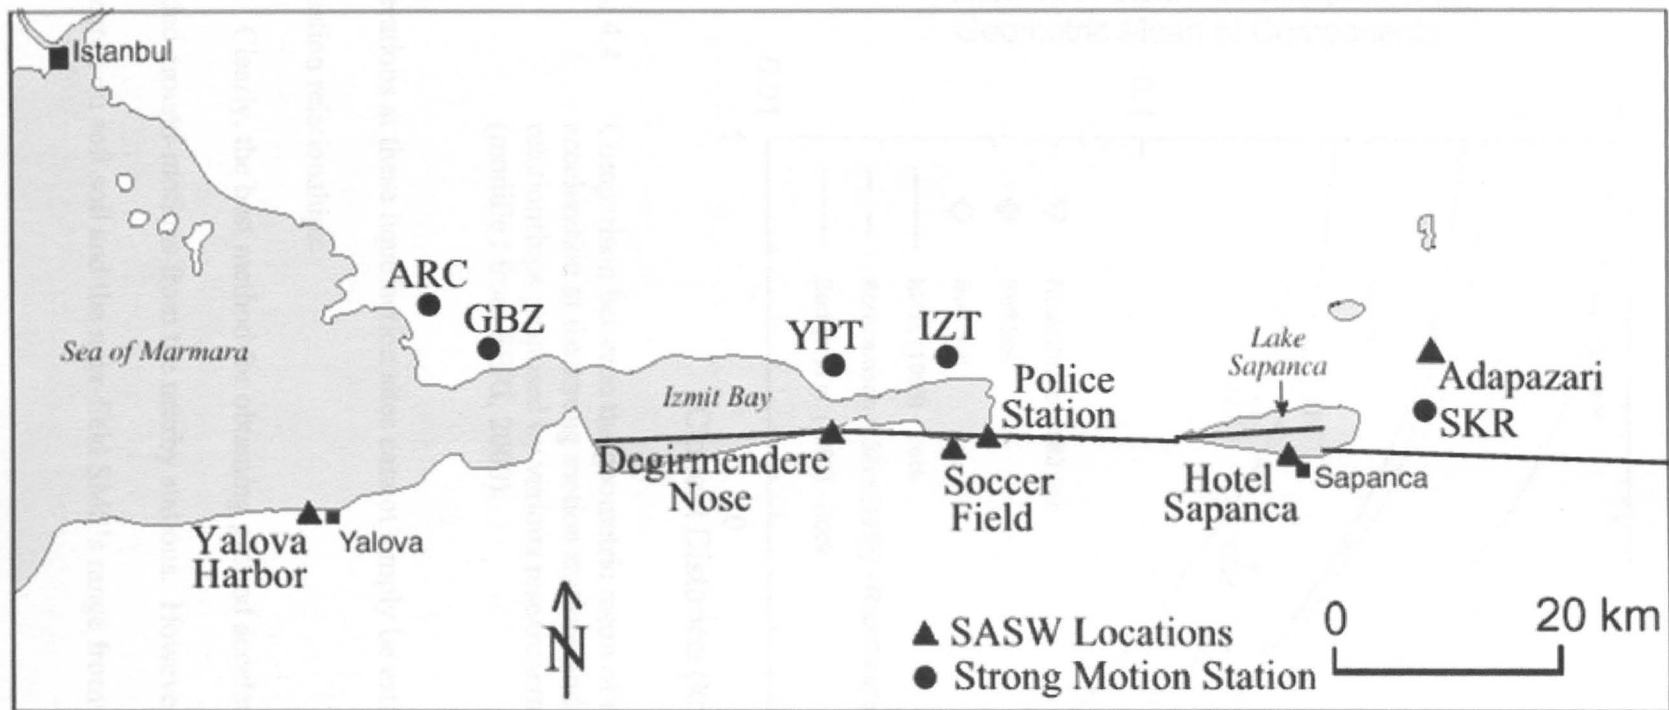 Istanbul
ARC
GBZ
YPT
IZT
Sea of Marmara
Izmit Bay
Lake
Sapanca
Police
Station
Adapazari
SKR
Degirmendere
Nose
Soccer
Field
Hotel
Sapanca
Sapanca
Yalova
Harbor
Yalova
N
SASW Locations
Strong Motion Station
0
20 km